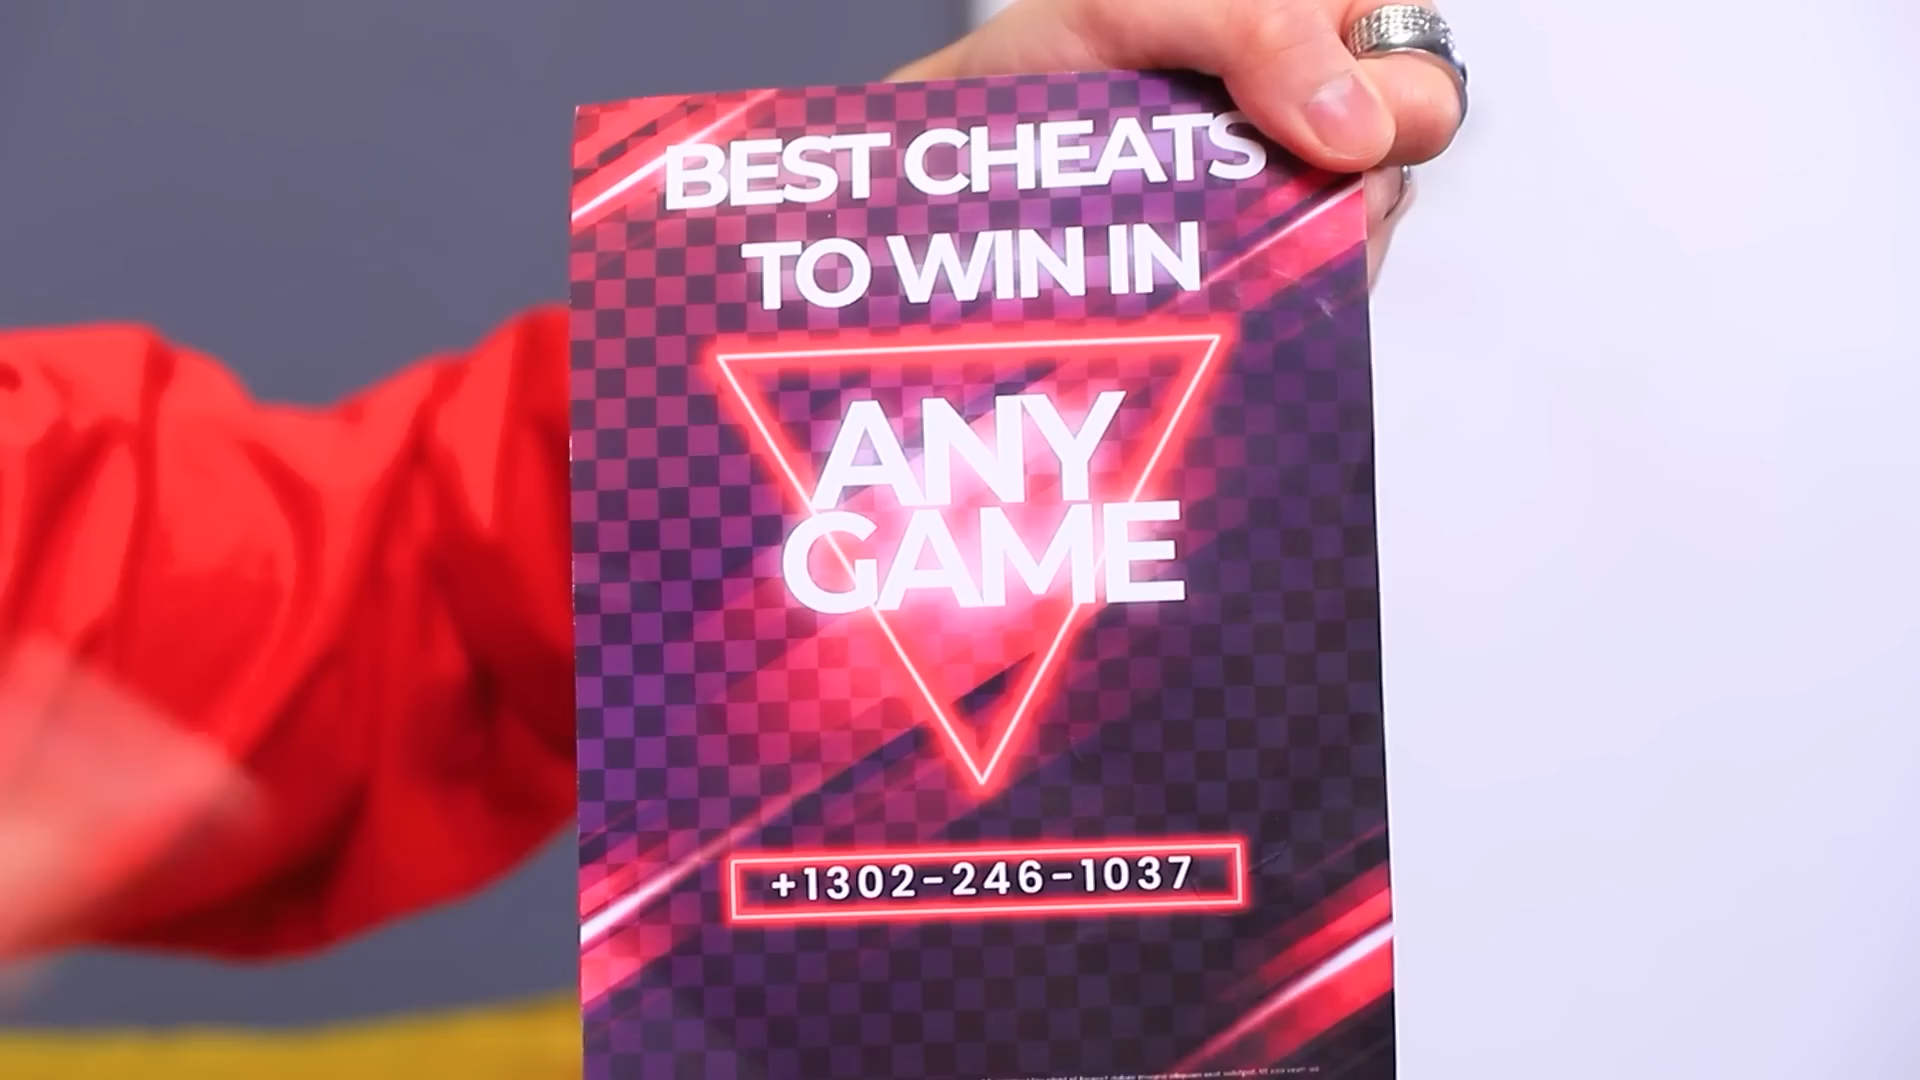 BEST CHEATS
TO WIN IN
ANY
GAME
+1302-246-1037